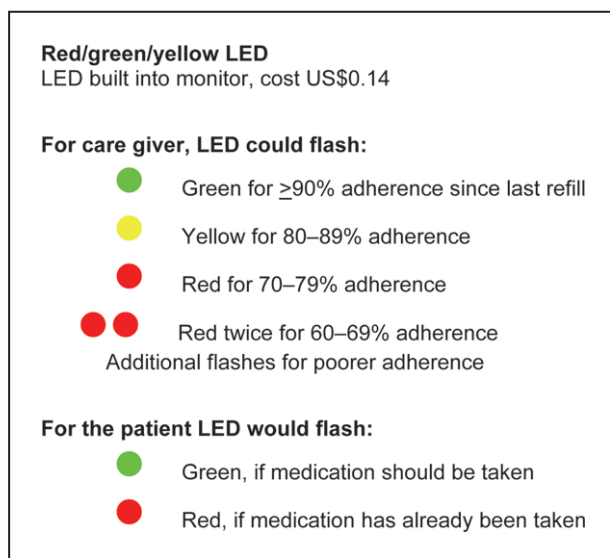 Red/green/yellow LED
LED built into monitor, cost US$0.14
For care giver, LED could flash:
Green for ≥90% adherence since last refill
Yellow for 80–89% adherence
Red for 70–79% adherence
Red twice for 60–69% adherence
Additional flashes for poorer adherence
For the patient LED would flash:
Green, if medication should be taken
Red, if medication has already been taken